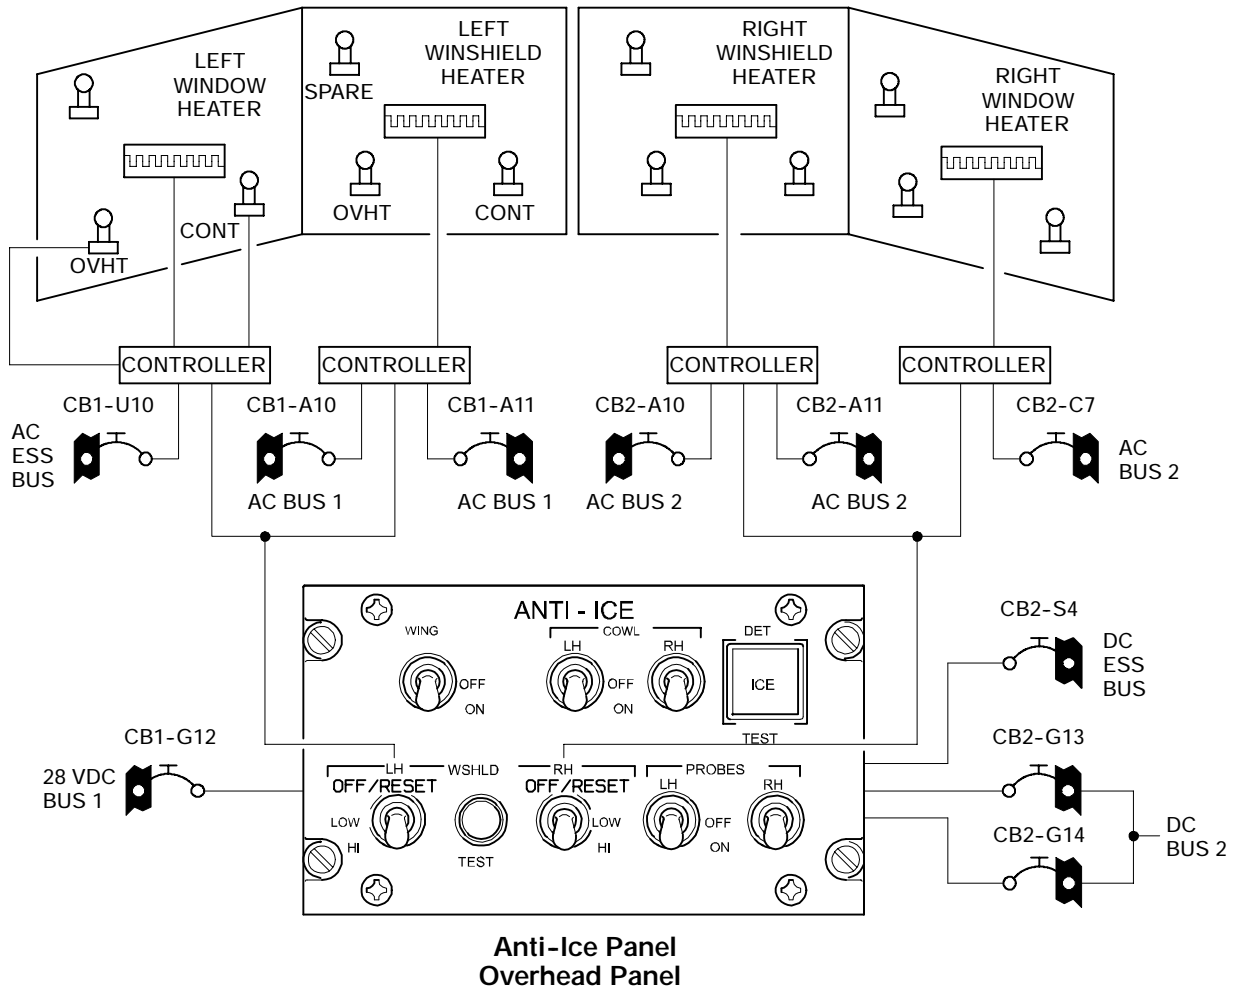 LEFT
WINDOW
HEATER
SPARE
LEFT
WINSHIELD
HEATER
RIGHT
WINSHIELD
HEATER
RIGHT
WINDOW
HEATER
OVHT
CONT
OVHT
CONT
CONTROLLER
CONTROLLER
CONTROLLER
CONTROLLER
CB1-U10
CB1-A10
CB1-A11
CB2-A10
CB2-A11
CB2-C7
AC
ESS
BUS
AC BUS 1
AC BUS 1
AC BUS 2
AC BUS 2
AC
BUS 2
ANTI - ICE
WING
OFF
ON
COWL
LH
RH
OFF
ON
DET
ICE
TEST
CB2-S4
DC
ESS
BUS
CB1-G12
28 VDC
BUS 1
LH
WSHLD
RH
OFF/RESET
OFF/RESET
LOW
HI
TEST
LOW
HI
PROBES
LH
RH
OFF
ON
CB2-G13
CB2-G14
DC
BUS 2
Anti-Ice Panel
Overhead Panel